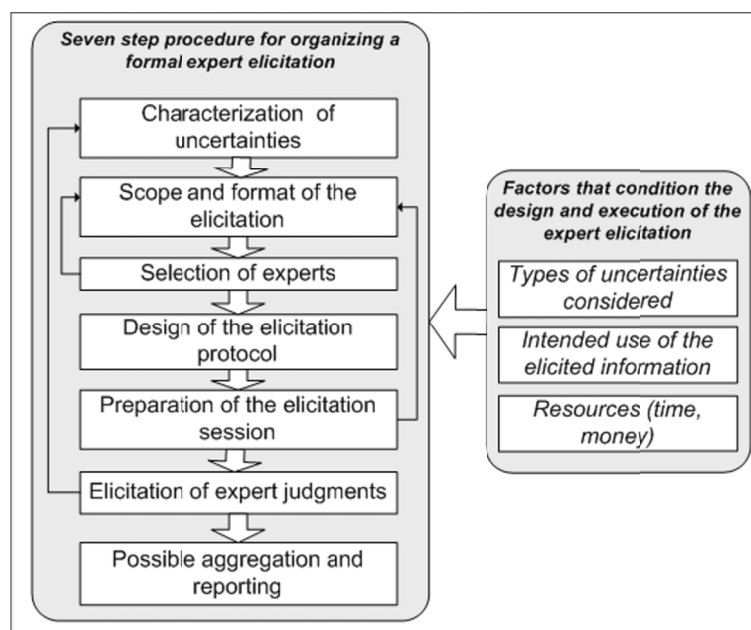 Seven step procedure for organizing a
formal expert elicitation
Characterization of
uncertainties
Scope and format of the
elicitation
Selection of experts
Design of the elicitation
protocol
Preparation of the elicitation
session
Elicitation of expert judgments
Possible aggregation and
reporting
Factors that condition the
design and execution of the
expert elicitation
Types of uncertainties
considered
Intended use of the
elicited information
Resources (time,
money)